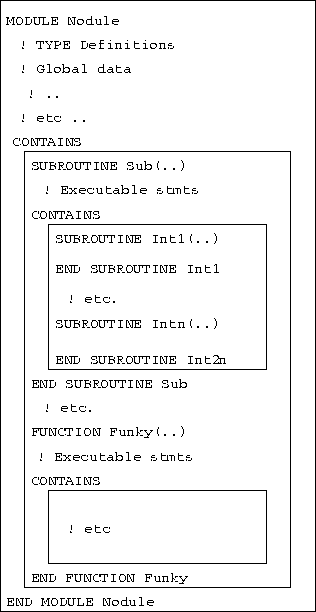 MODULE Nodule
! TYPE Definitions
! Global data
! ..
! etc ..
CONTAINS
SUBROUTINE Sub(..)
! Executable stmts
CONTAINS
SUBROUTINE Int1(..)
END SUBROUTINE Int1
! etc.
SUBROUTINE Intn(..)
END SUBROUTINE Int2n
END SUBROUTINE Sub
! etc.
FUNCTION Funky(..)
! Executable stmts
CONTAINS
! etc
END FUNCTION Funky
END MODULE Nodule